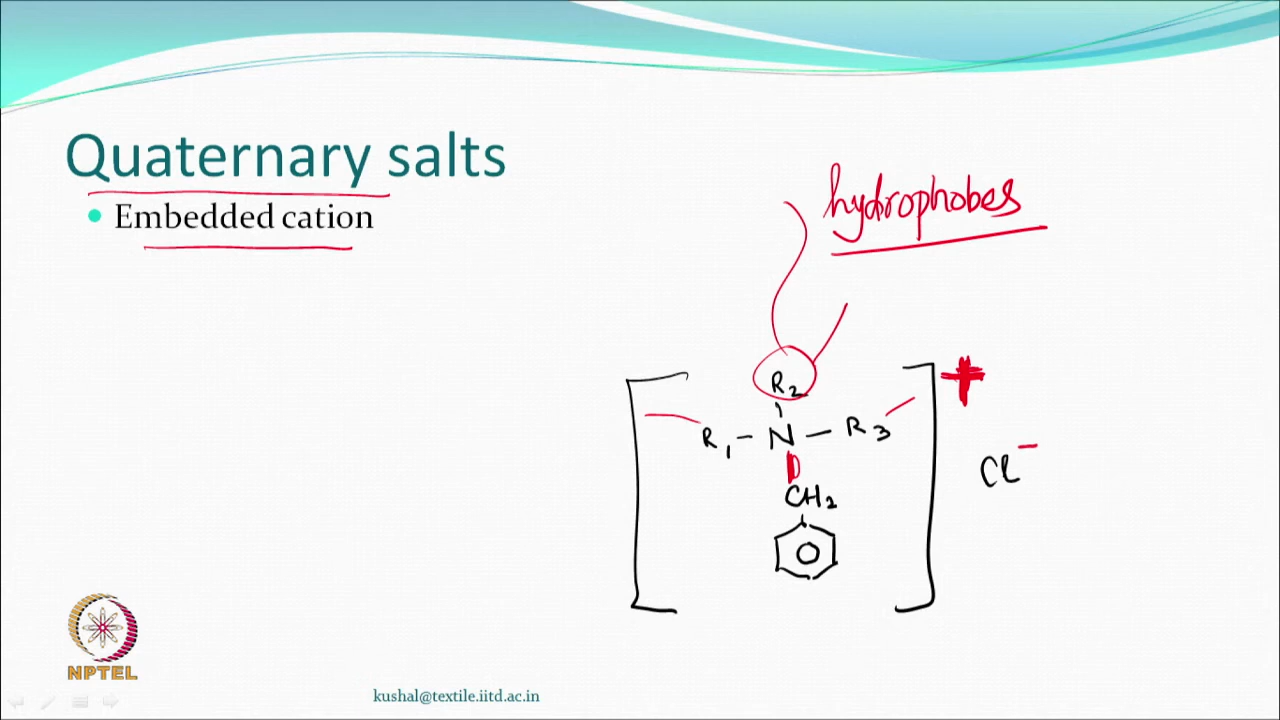 Quaternary salts
Embedded cation
hydrophobes
R2
+
R1 - N - R3
Cl-
CH2
NPTEL
kushal@textile.iitd.ac.in